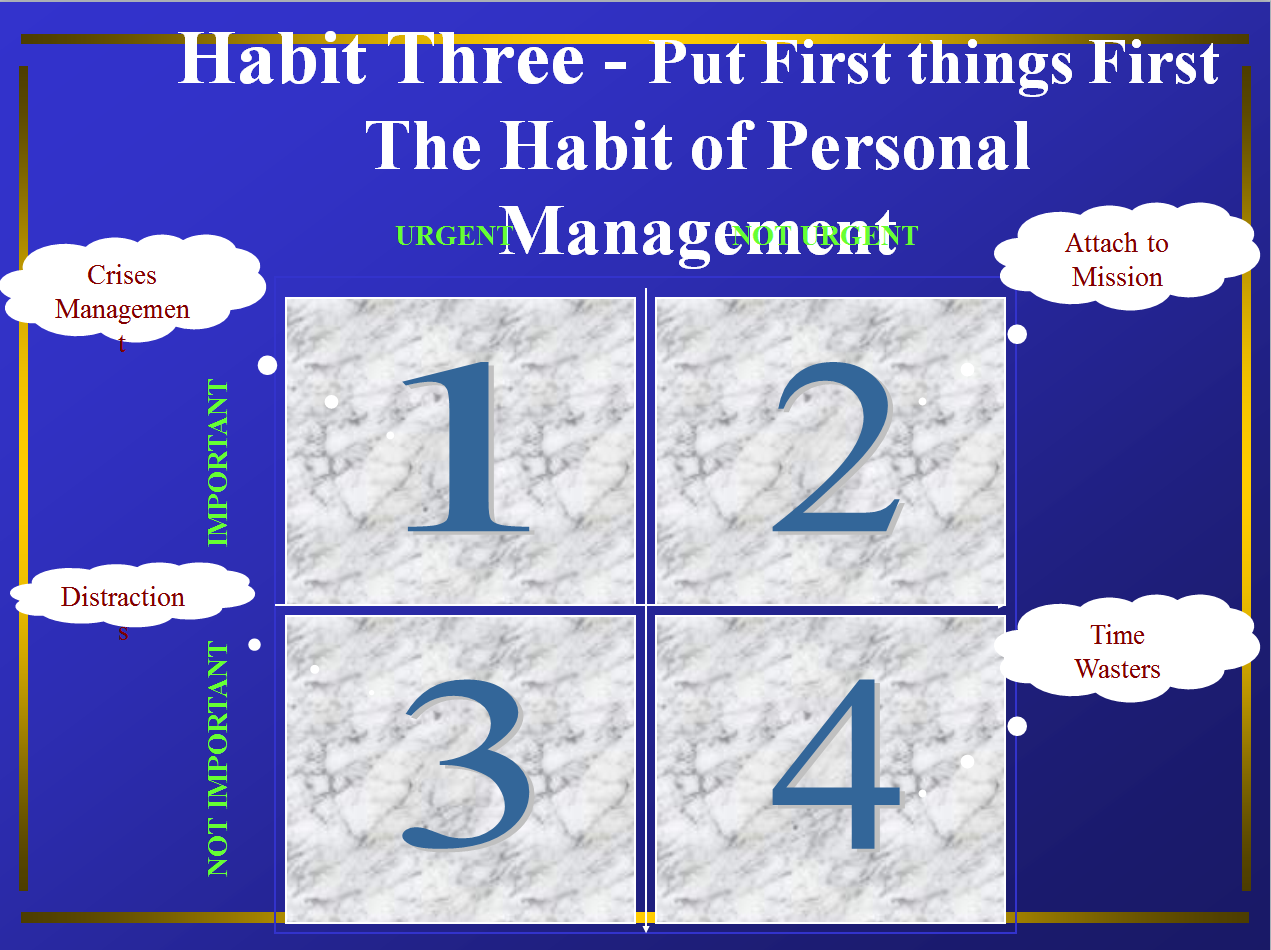 Habit Three - Put First things First
The Habit of Personal
Management
URGENT
NOT URGENT
Crises
Managemen
t
Attach to
Mission
IMPORTANT
1
2
Distraction
s
Time
Wasters
NOT IMPORTANT
3
4